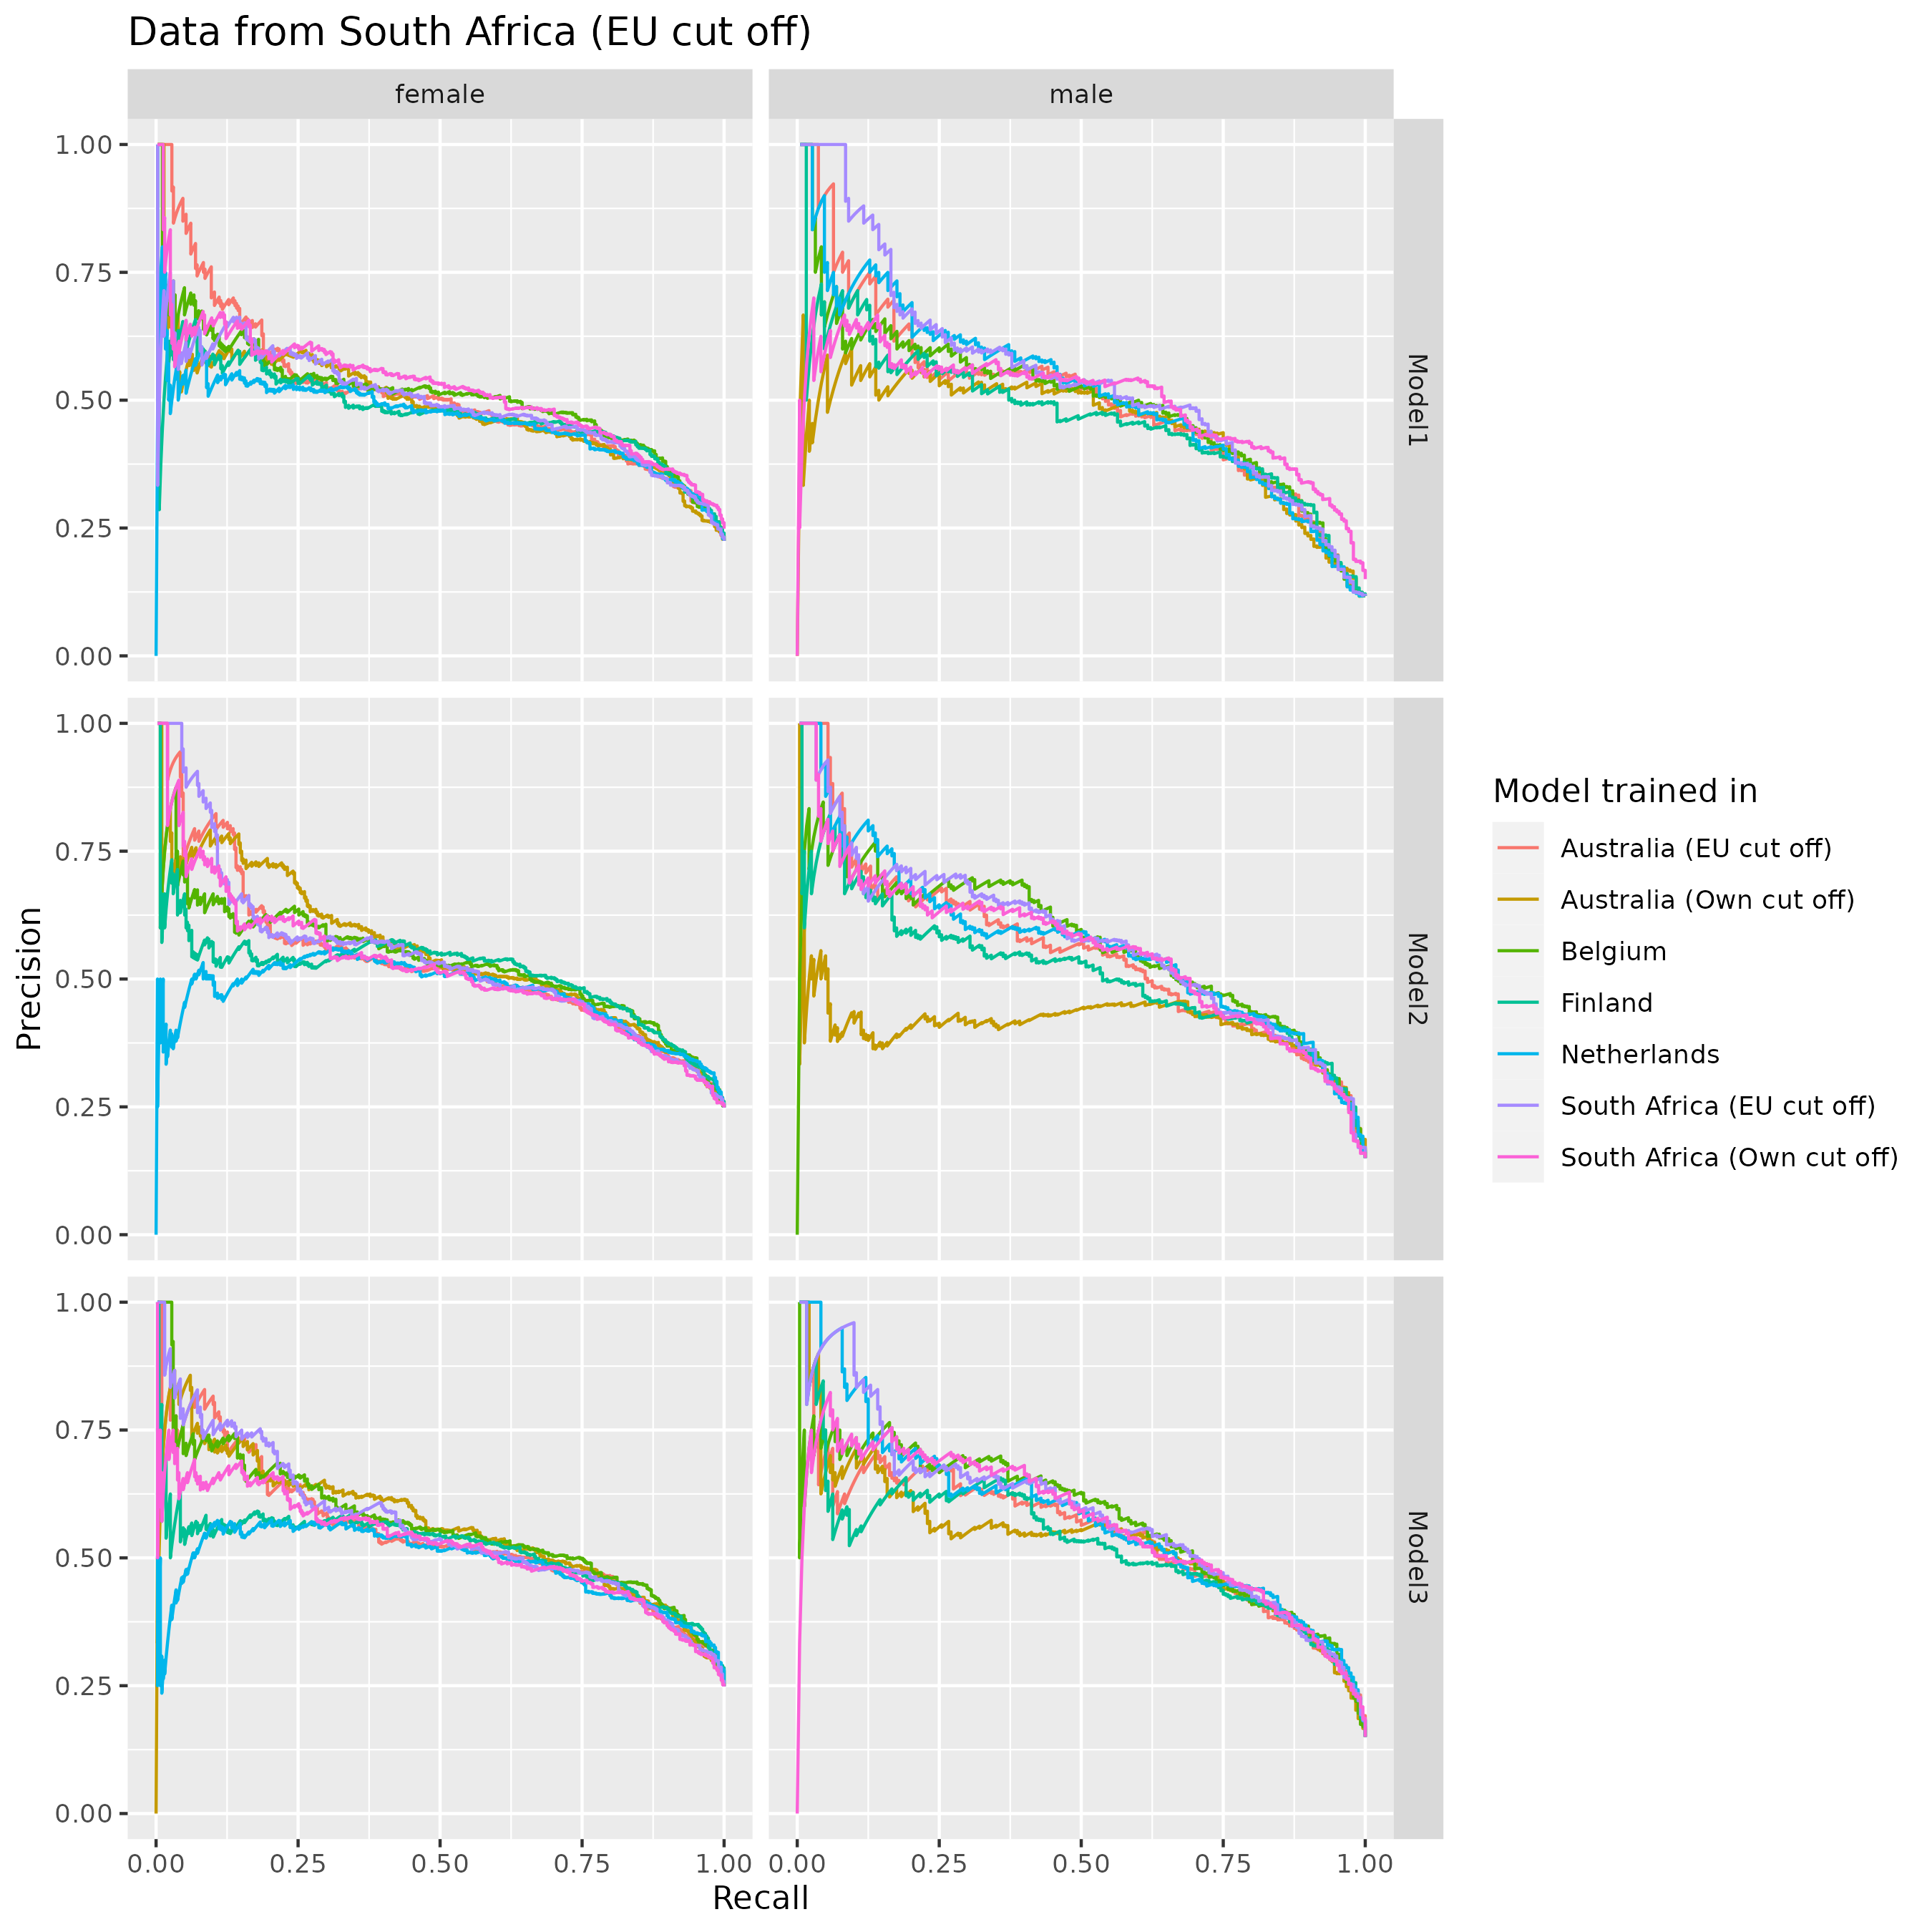 Data from South Africa (EU cut off)
female
male
1.00
0.75
0.50
0.25
0.00
Model1
1.00
0.75
0.50
0.25
0.00
Model2
1.00
0.75
0.50
0.25
0.00
Model3
0.00 0.25 0.50 0.75 1.00
0.00 0.25 0.50 0.75 1.00
Recall
Precision
Model trained in
Australia (EU cut off)
Australia (Own cut off)
Belgium
Finland
Netherlands
South Africa (EU cut off)
South Africa (Own cut off)